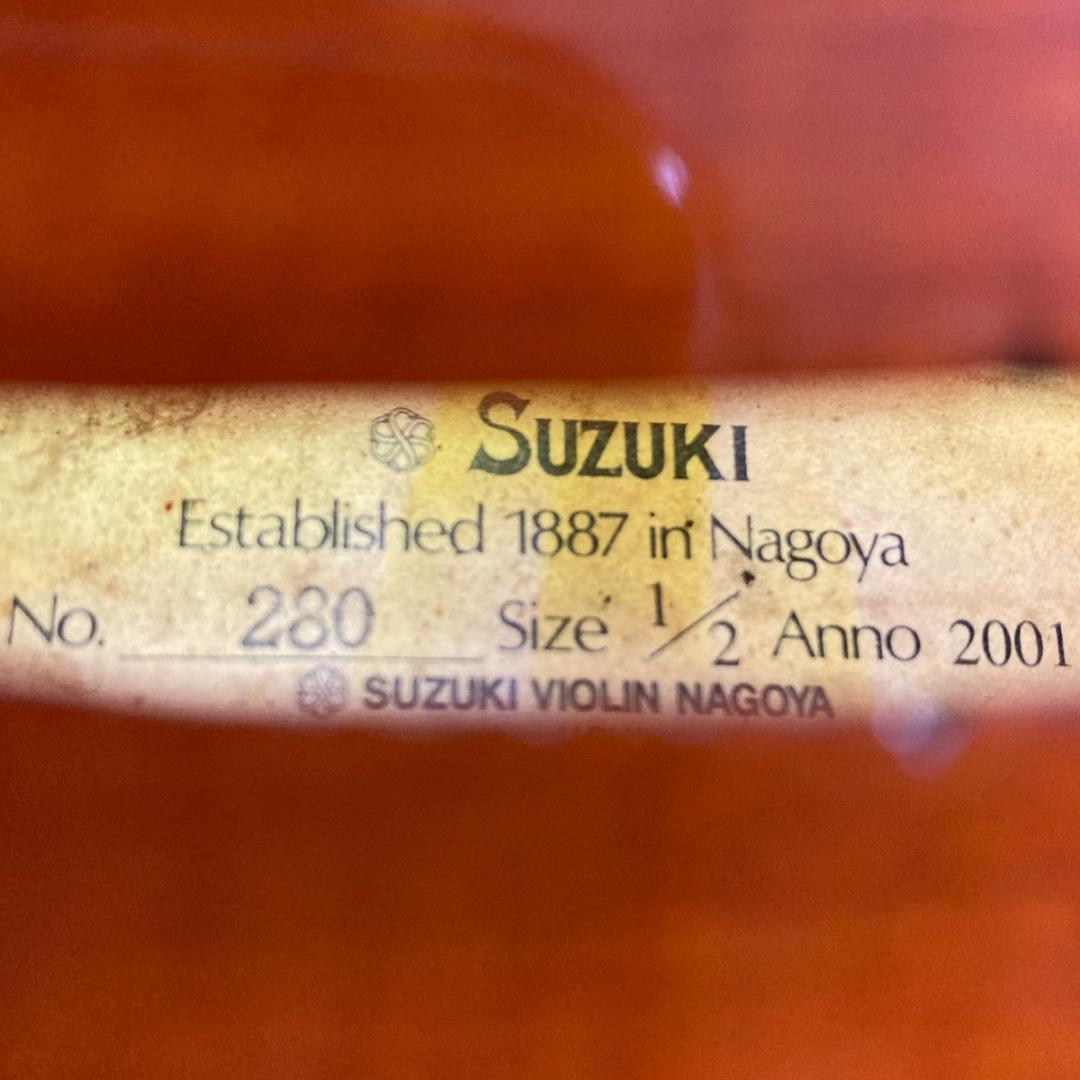 SUZUKI
Established 1887 in Nagoya
No. 280 Size 1/2 Anno 2001
SUZUKI VIOLIN NAGOYA